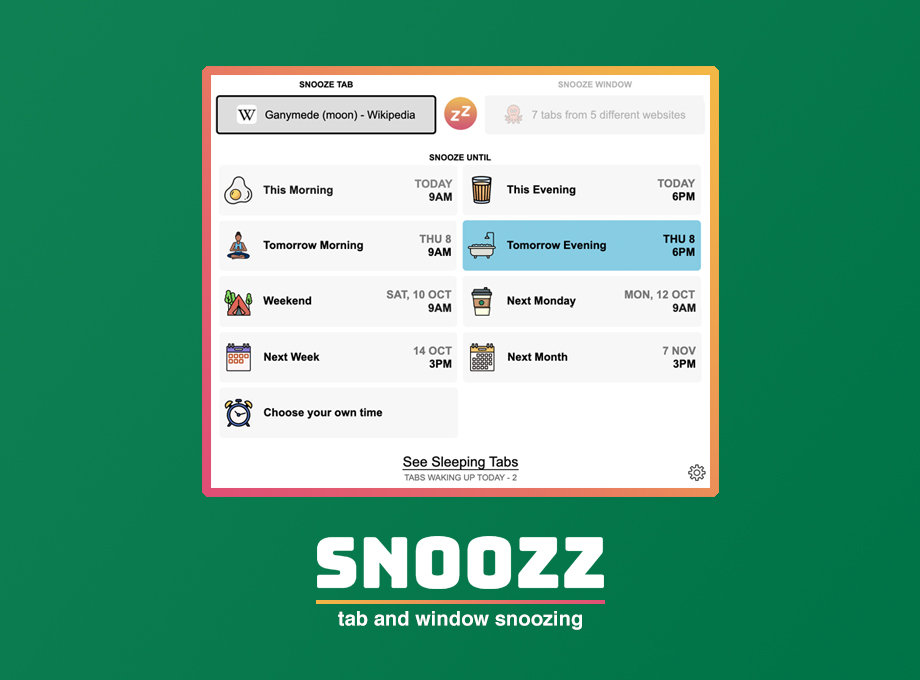 SNOOZE TAB
SNOOZE WINDOW
W Ganymede (moon) - Wikipedia
zz
7 tabs from 5 different websites
SNOOZE UNTIL
This Morning
TODAY
9AM
This Evening
TODAY
6PM
Tomorrow Morning
THU 8
9AM
Tomorrow Evening
THU 8
6PM
Weekend
SAT, 10 OCT
9AM
Next Monday
MON, 12 OCT
9AM
Next Week
14 OCT
3PM
Next Month
7 NOV
3PM
Choose your own time
See Sleeping Tabs
TABS WAKING UP TODAY - 2
SNOOZZ
tab and window snoozing